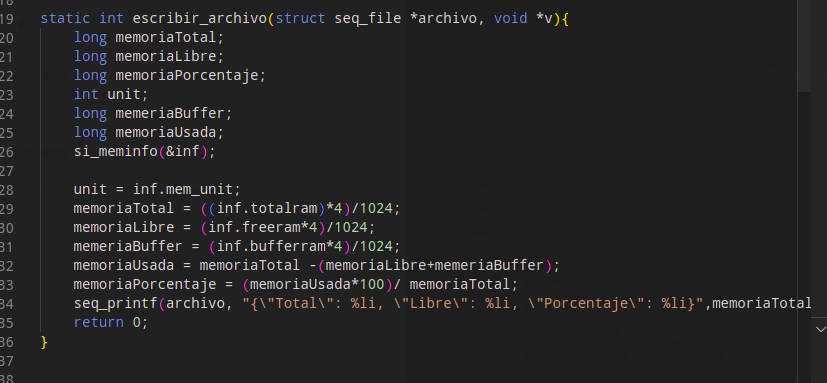 19 static int escribir_archivo(struct seq_file *archivo, void *v){
20 long memoriaTotal;
21 long memoriaLibre;
22 long memoriaPorcentaje;
23 int unit;
24 long memeriaBuffer;
25 long memoriaUsada;
26 si_meminfo(&inf);
27
28 unit = inf.mem_unit;
29 memoriaTotal = ((inf.totalram)*4)/1024;
30 memoriaLibre = (inf.freeram*4)/1024;
31 memeriaBuffer = (inf.bufferram*4)/1024;
32 memoriaUsada = memoriaTotal -(memoriaLibre+memeriaBuffer);
33 memoriaPorcentaje = (memoriaUsada*100)/ memoriaTotal;
34 seq_printf(archivo, "{\"Total\": %li, \"Libre\": %li, \"Porcentaje\": %li}",memoriaTotal
35 return 0;
36 }
37
38